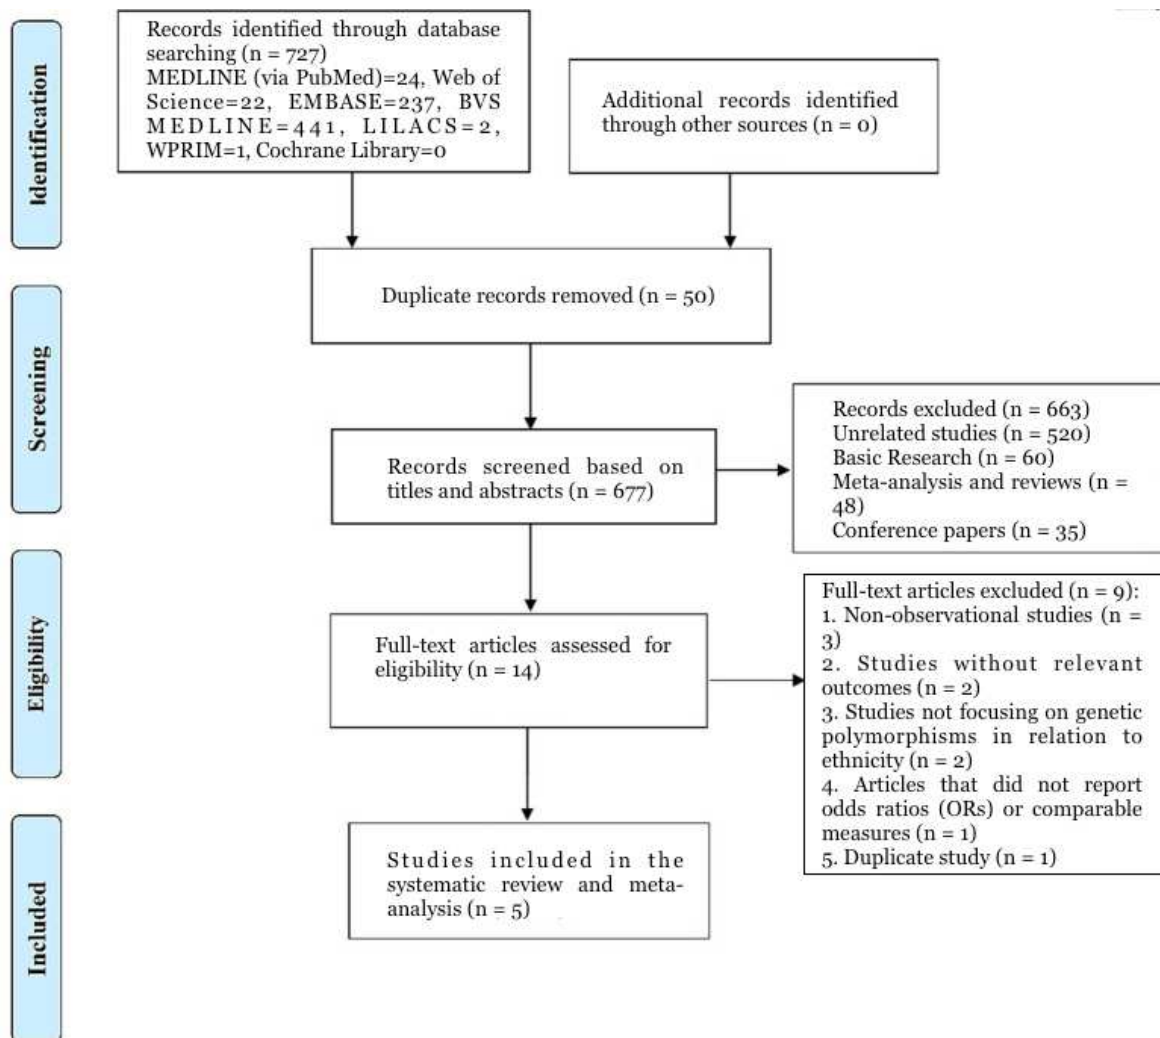 Identification
Records identified through database
searching (n = 727)
MEDLINE (via PubMed)=24, Web of
Science=22, EMBASE=237, BVS
MEDLINE=441, LILACS=2,
WPRIM=1, Cochrane Library=0
Additional records identified
through other sources (n = 0)
Duplicate records removed (n = 50)
Screening
Records screened based on
titles and abstracts (n = 677)
Records excluded (n = 663)
Unrelated studies (n = 520)
Basic Research (n = 60)
Meta-analysis and reviews (n =
48)
Conference papers (n = 35)
Eligibility
Full-text articles assessed for
eligibility (n = 14)
Full-text articles excluded (n = 9):
1. Non-observational studies (n =
3)
2. Studies without relevant
outcomes (n = 2)
3. Studies not focusing on genetic
polymorphisms in relation to
ethnicity (n = 2)
4. Articles that did not report
odds ratios (ORs) or comparable
measures (n = 1)
5. Duplicate study (n = 1)
Included
Studies included in the
systematic review and meta-
analysis (n = 5)